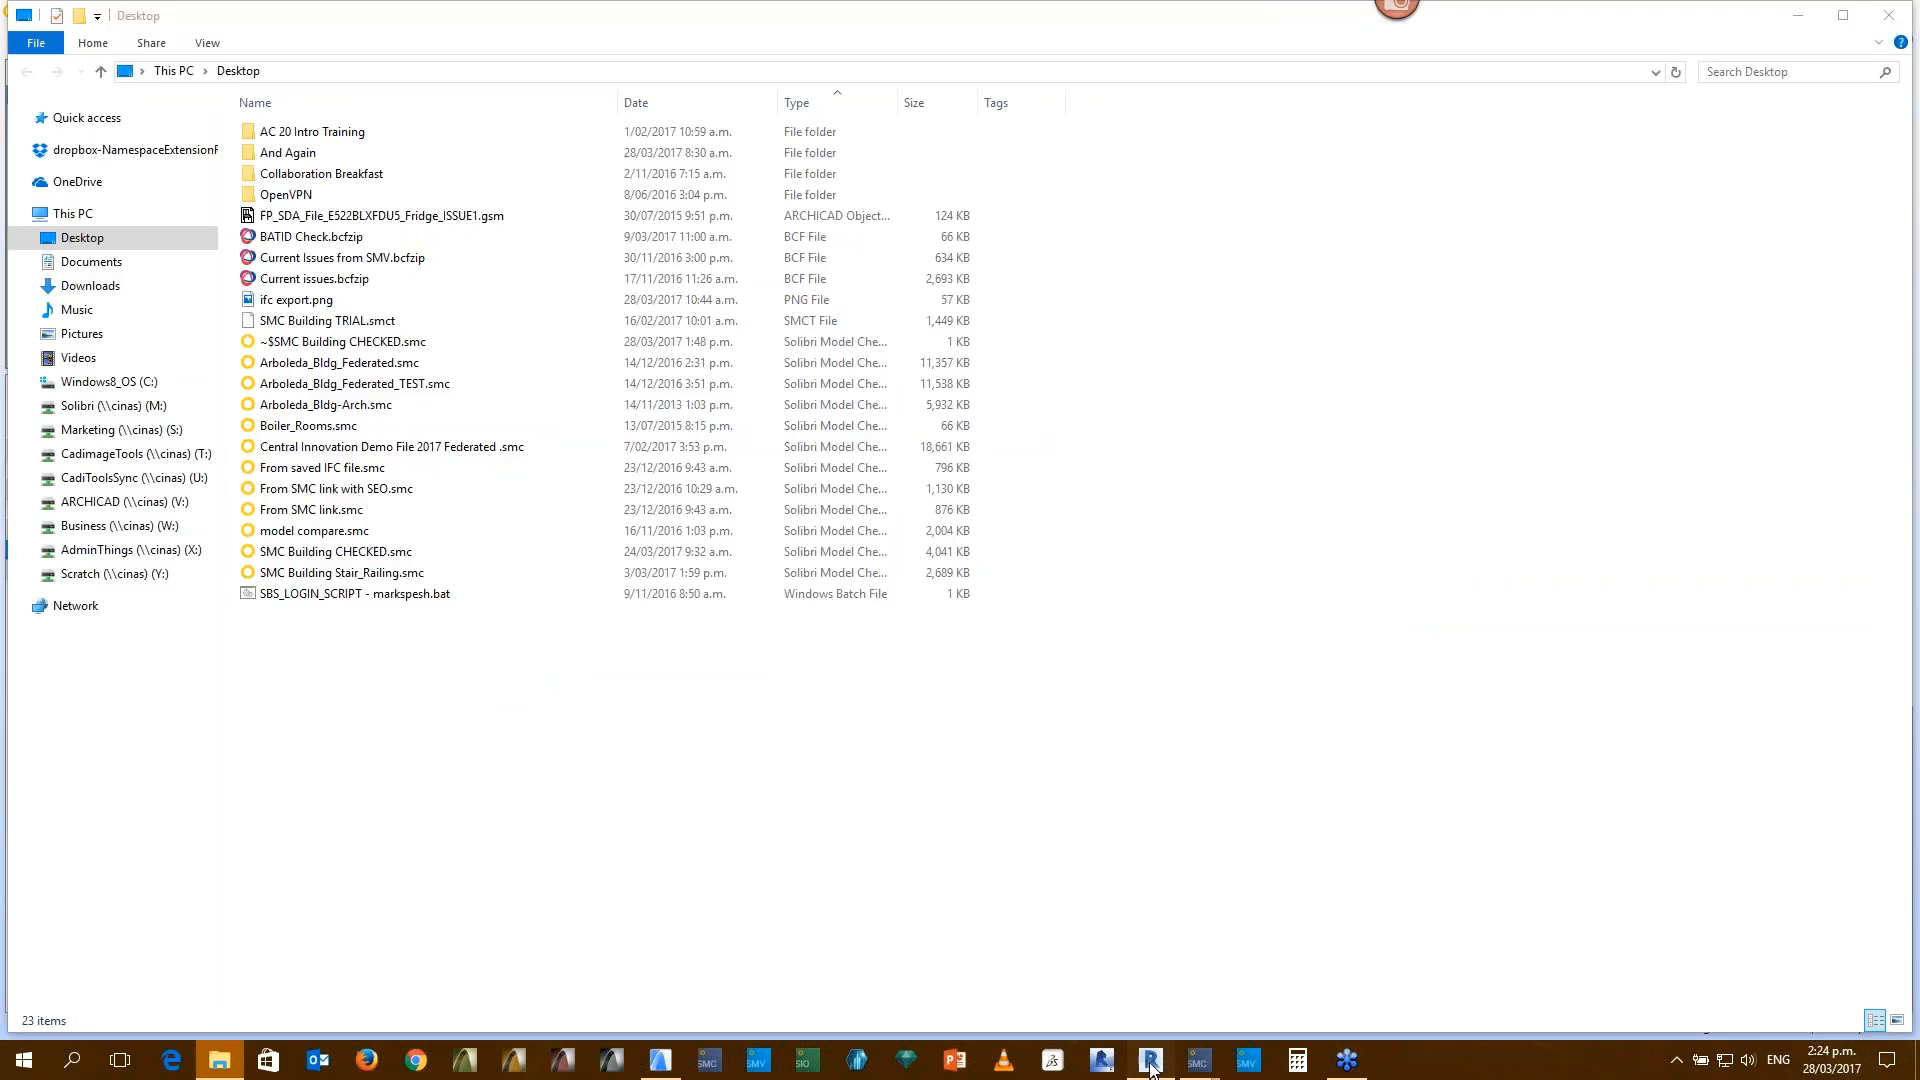 Desktop
File Home Share View
This PC Desktop
Search Desktop
Name Date Type Size Tags
Quick access
dropbox-NamespaceExtensionF
OneDrive
This PC
Desktop
Documents
Downloads
Music
Pictures
Videos
Windows8_OS (C:)
Solibri (\\cinas) (M:)
Marketing (\\cinas) (S:)
CadimageTools (\\cinas) (T:)
CadiToolsSync (\\cinas) (U:)
ARCHICAD (\\cinas) (V:)
Business (\\cinas) (W:)
AdminThings (\\cinas) (X:)
Scratch (\\cinas) (Y:)
Network
AC 20 Intro Training 1/02/2017 10:59 a.m. File folder
And Again 28/03/2017 8:30 a.m. File folder
Collaboration Breakfast 2/11/2016 7:15 a.m. File folder
OpenVPN 8/06/2016 3:04 p.m. File folder
FP_SDA_File_E522BLXFDU5_Fridge_ISSUE1.gsm 30/07/2015 9:51 p.m. ARCHICAD Object... 124 KB
BATID Check.bcfzip 9/03/2017 11:00 a.m. BCF File 66 KB
Current Issues from SMV.bcfzip 30/11/2016 3:00 p.m. BCF File 634 KB
Current issues.bcfzip 17/11/2016 11:26 a.m. BCF File 2,693 KB
ifc export.png 28/03/2017 10:44 a.m. PNG File 57 KB
SMC Building TRIAL.smct 16/02/2017 10:01 a.m. SMCT File 1,449 KB
~$SMC Building CHECKED.smc 28/03/2017 1:48 p.m. Solibri Model Che... 1 KB
Arboleda_Bldg_Federated.smc 14/12/2016 2:31 p.m. Solibri Model Che... 11,357 KB
Arboleda_Bldg_Federated_TEST.smc 14/12/2016 3:51 p.m. Solibri Model Che... 11,538 KB
Arboleda_Bldg-Arch.smc 14/11/2013 1:03 p.m. Solibri Model Che... 5,932 KB
Boiler_Rooms.smc 13/07/2015 8:15 p.m. Solibri Model Che... 66 KB
Central Innovation Demo File 2017 Federated .smc 7/02/2017 3:53 p.m. Solibri Model Che... 18,661 KB
From saved IFC file.smc 23/12/2016 9:43 a.m. Solibri Model Che... 796 KB
From SMC link with SEO.smc 23/12/2016 10:29 a.m. Solibri Model Che... 1,130 KB
From SMC link.smc 23/12/2016 9:43 a.m. Solibri Model Che... 876 KB
model compare.smc 16/11/2016 1:03 p.m. Solibri Model Che... 2,004 KB
SMC Building CHECKED.smc 24/03/2017 9:32 a.m. Solibri Model Che... 4,041 KB
SMC Building Stair_Railing.smc 3/03/2017 1:59 p.m. Solibri Model Che... 2,689 KB
SBS_LOGIN_SCRIPT - markspesh.bat 9/11/2016 8:50 a.m. Windows Batch File 1 KB
23 items
SMC SMV SIO SMC SMV
ENG
2:24 p.m.
28/03/2017